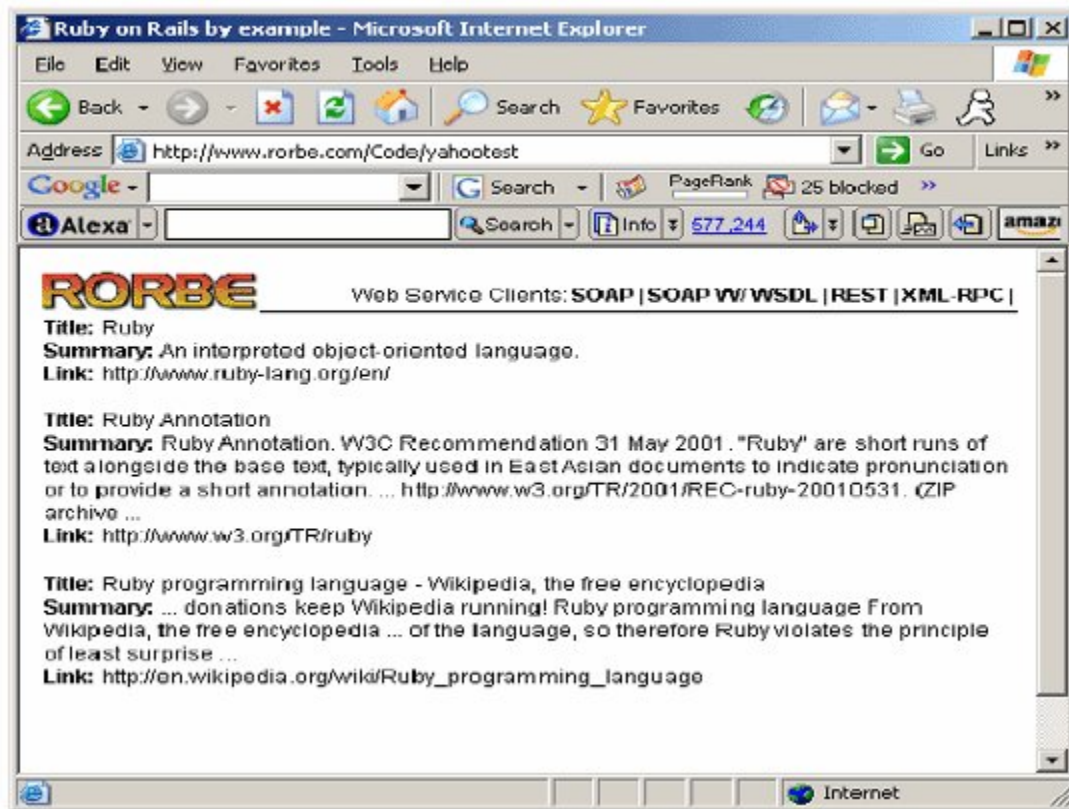 Ruby on Rails by example - Microsoft Internet Explorer
File Edit View Favorites Tools Help
Back Search Favorites »
Address http://www.rorbe.com/Code/yahootest Go Links »
Google Search PageRank 25 blocked »
Alexa Search Info 577,244 amaz
RORBE Web Service Clients: SOAP | SOAP W/ WSDL | REST | XML-RPC |
Title: Ruby
Summary: An interpreted object-oriented language.
Link: http://www.ruby-lang.org/en/
Title: Ruby Annotation
Summary: Ruby Annotation. W3C Recommendation 31 May 2001. "Ruby" are short runs of
text alongside the base text, typically used in East Asian documents to indicate pronunciation
or to provide a short annotation. ... http://www.w3.org/TR/2001/REC-ruby-20010531. (ZIP
archive ...
Link: http://www.w3.org/TR/ruby
Title: Ruby programming language - Wikipedia, the free encyclopedia
Summary: ... donations keep Wikipedia running! Ruby programming language From
Wikipedia, the free encyclopedia ... of the language, so therefore Ruby violates the principle
of least surprise ...
Link: http://en.wikipedia.org/wiki/Ruby_programming_language
Internet